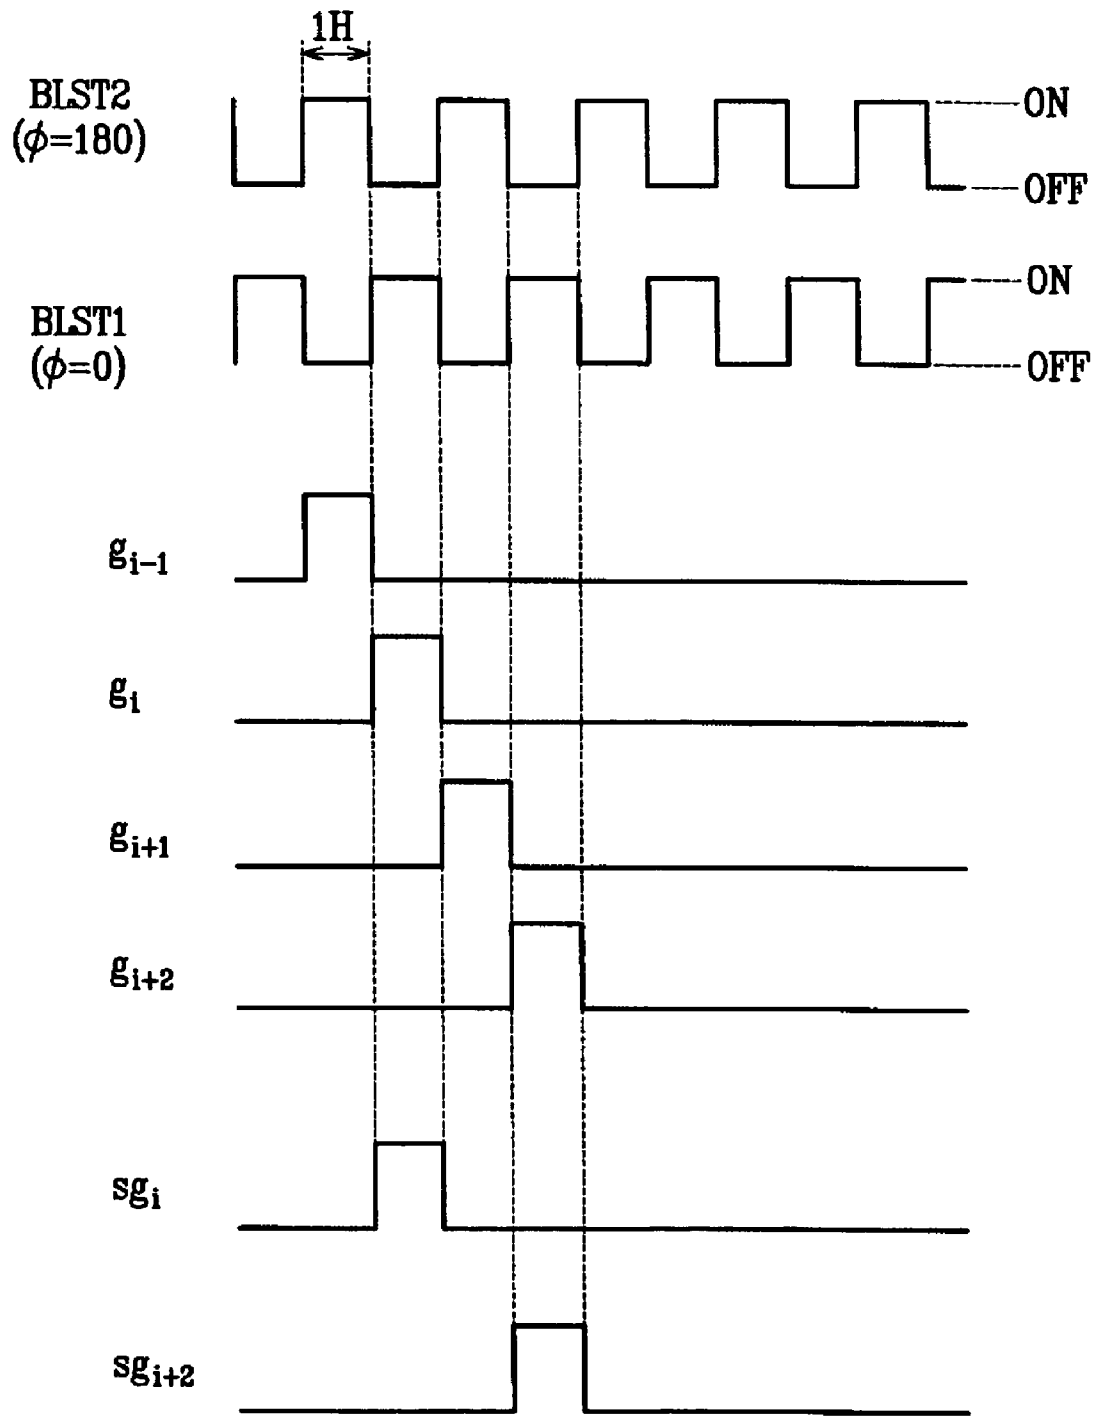 1H
BLST2
(ϕ=180)
ON
OFF
BLST1
(ϕ=0)
ON
OFF
gi−1
gi
gi+1
gi+2
sgi
sgi+2